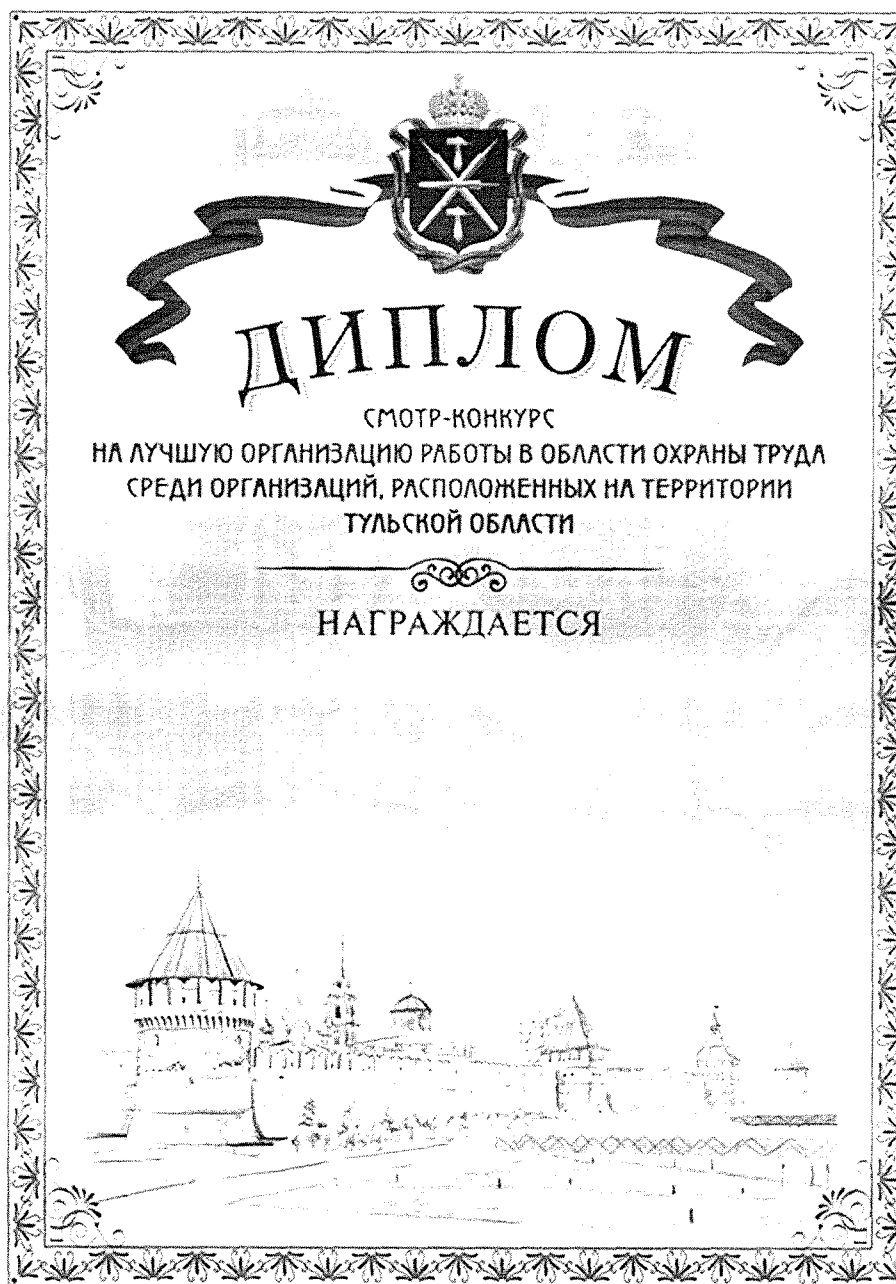 ДИПЛОМ
СМОТР-КОНКУРС
НА ЛУЧШУЮ ОРГАНИЗАЦИЮ РАБОТЫ В ОБЛАСТИ ОХРАНЫ ТРУДА
СРЕДИ ОРГАНИЗАЦИЙ, РАСПОЛОЖЕННЫХ НА ТЕРРИТОРИИ
ТУЛЬСКОЙ ОБЛАСТИ
НАГРАЖДАЕТСЯ